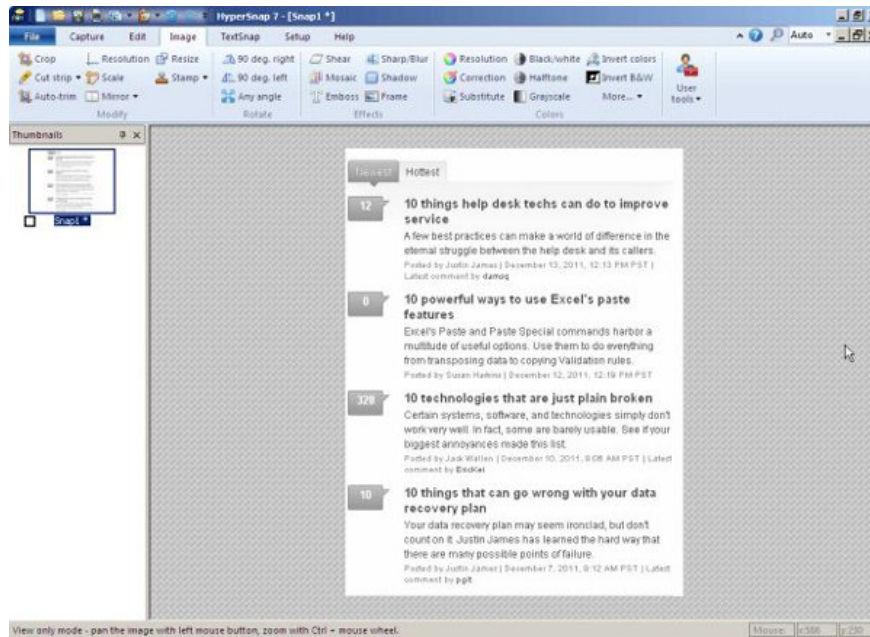 HyperSnap 7 - [Snap1 *]
File Capture Edit Image TextSnap Setup Help Auto
Crop Resolution Resize 90 deg. right Shear Sharp/Blur Resolution Black/white Invert colors
Cut strip Scale Stamp 90 deg. left Mosaic Shadow Correction Halftone Invert B&W
Auto-trim Mirror Any angle Emboss Frame Substitute Grayscale More... User tools
Modify Rotate Effects Colors
Thumbnails
Snap1 *
Newest Hottest
12 10 things help desk techs can do to improve
service
A few best practices can make a world of difference in the
eternal struggle between the help desk and its callers.
Posted by Justin James | December 13, 2011, 12:13 PM PST |
Latest comment by damoq
0 10 powerful ways to use Excel's paste
features
Excel's Paste and Paste Special commands harbor a
multitude of useful options. Use them to do everything
from transposing data to copying Validation rules.
Posted by Susan Harkins | December 12, 2011, 12:19 PM PST
328 10 technologies that are just plain broken
Certain systems, software, and technologies simply don't
work very well. In fact, some are barely usable. See if your
biggest annoyances made this list.
Posted by Jack Wallen | December 10, 2011, 9:06 AM PST | Latest
comment by
10 10 things that can go wrong with your data
recovery plan
Your data recovery plan may seem ironclad, but don't
count on it. Justin James has learned the hard way that
there are many possible points of failure.
Posted by Justin James | December 7, 2011, 9:12 AM PST | Latest
comment by
View only mode - pan the image with left mouse button, zoom with Ctrl + mouse wheel. Mouse: x:586 y:230